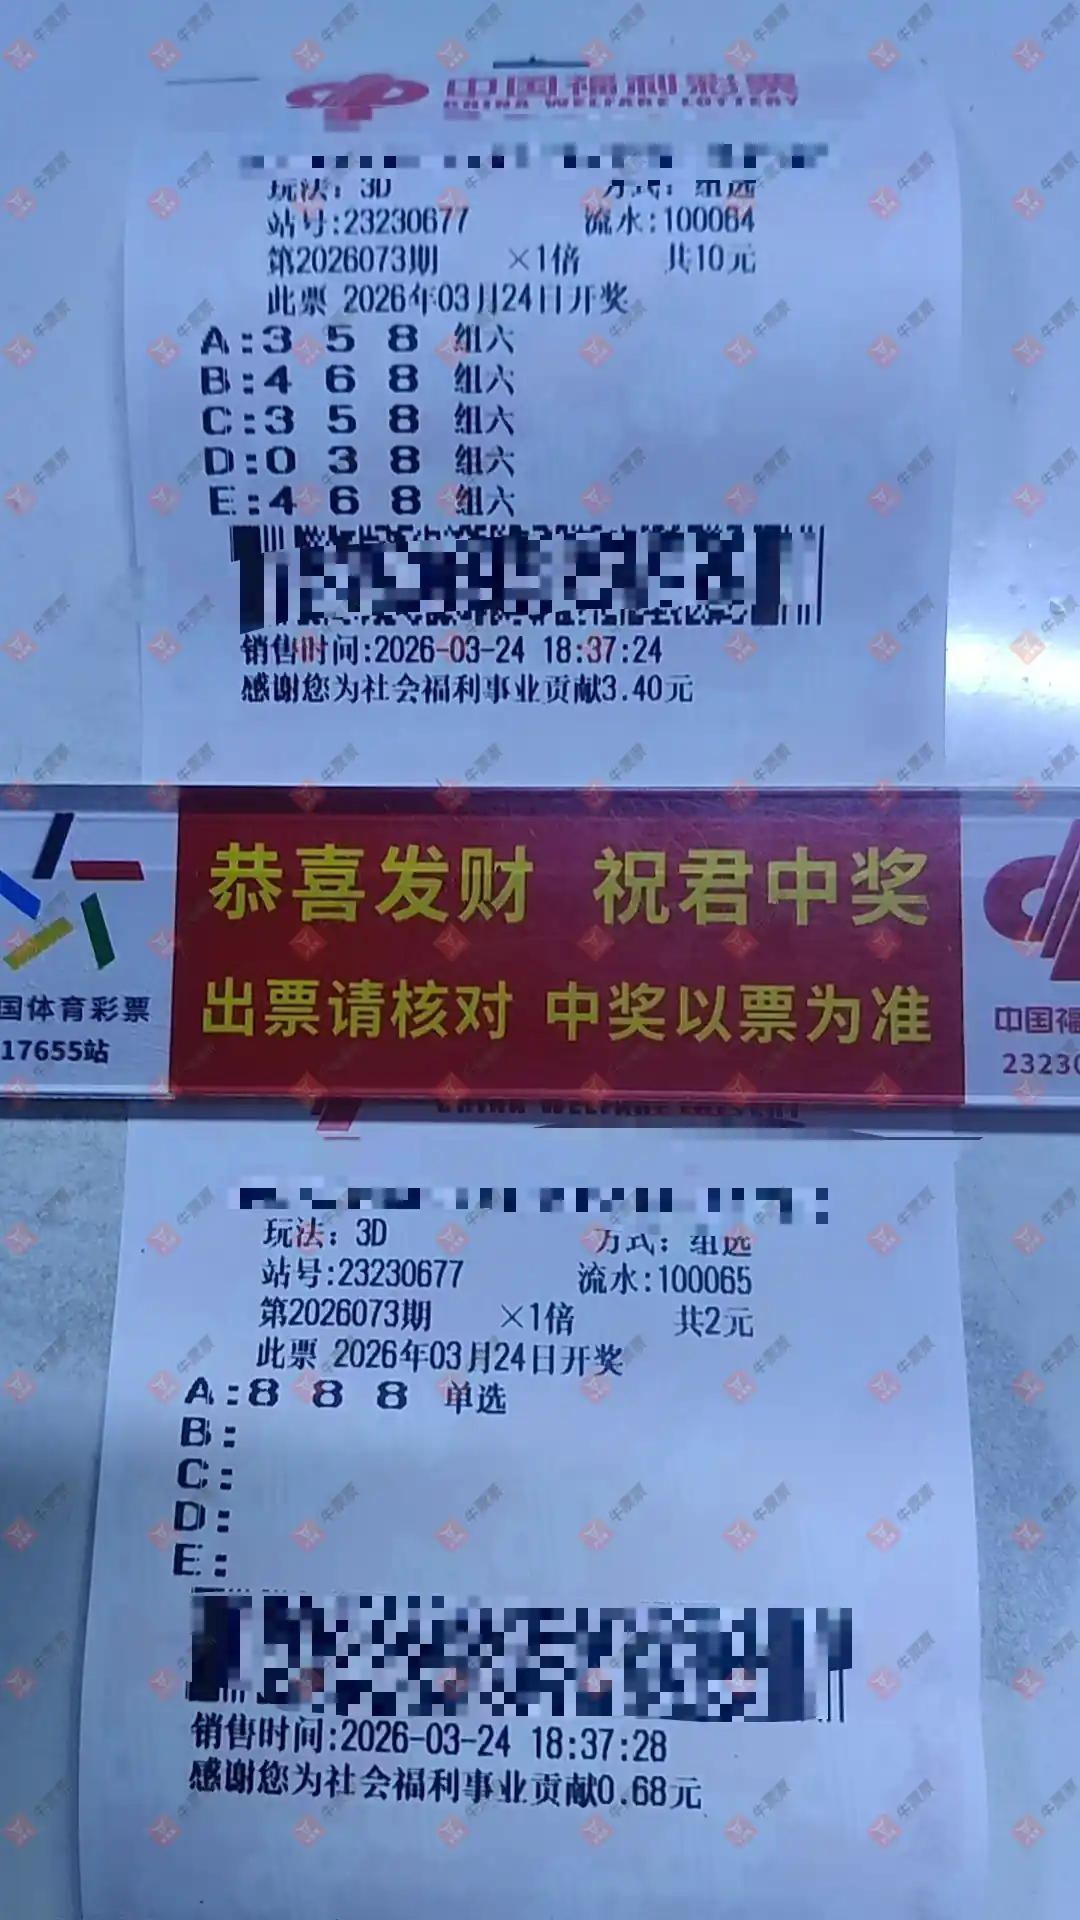 中国福利彩票
CHINA WELFARE LOTTERY
玩法：3D 方式：组选
站号:23230677 流水:100064
第2026073期 ×1倍 共10元
此票 2026年03月24日开奖
A:3 5 8 组六
B:4 6 8 组六
C:3 5 8 组六
D:0 3 8 组六
E:4 6 8 组六
销售时间:2026-03-24 18:37:24
感谢您为社会福利事业贡献3.40元
恭喜发财 祝君中奖
出票请核对 中奖以票为准
国体育彩票
17655站
中国福
2323
CHINA WELFARE LOTTERY
玩法：3D 方式：组选
站号:23230677 流水:100065
第2026073期 ×1倍 共2元
此票 2026年03月24日开奖
A:8 8 8 单选
B:
C:
D:
E:
销售时间:2026-03-24 18:37:28
感谢您为社会福利事业贡献0.68元